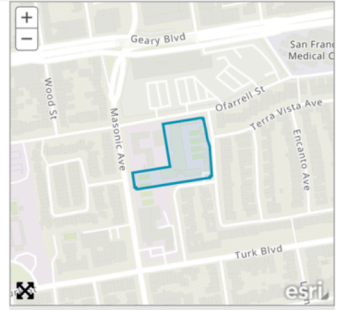 +
−
Geary Blvd
San Franc
Medical C
Wood St
Masonic Ave
Ofarrell St
Terra Vista Ave
Encanto Ave
Turk Blvd
esri